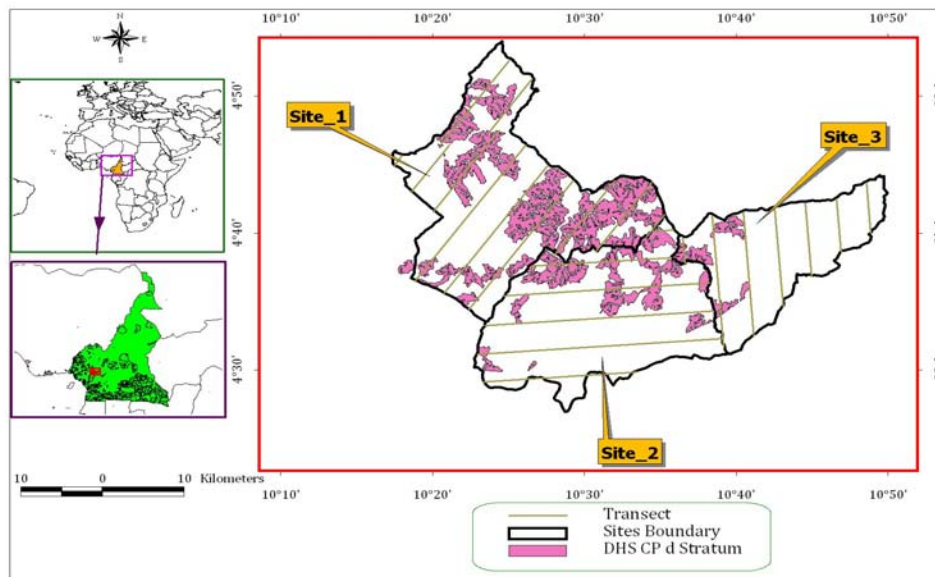 10°10' 10°20' 10°30' 10°40' 10°50'
N
W E
S
4°50'
Site_1
Site_3
4°40'
4°30'
Site_2
10 0 10 Kilometers
10°10' 10°20' 10°30' 10°40' 10°50'
Transect
Sites Boundary
DHS CP d Stratum